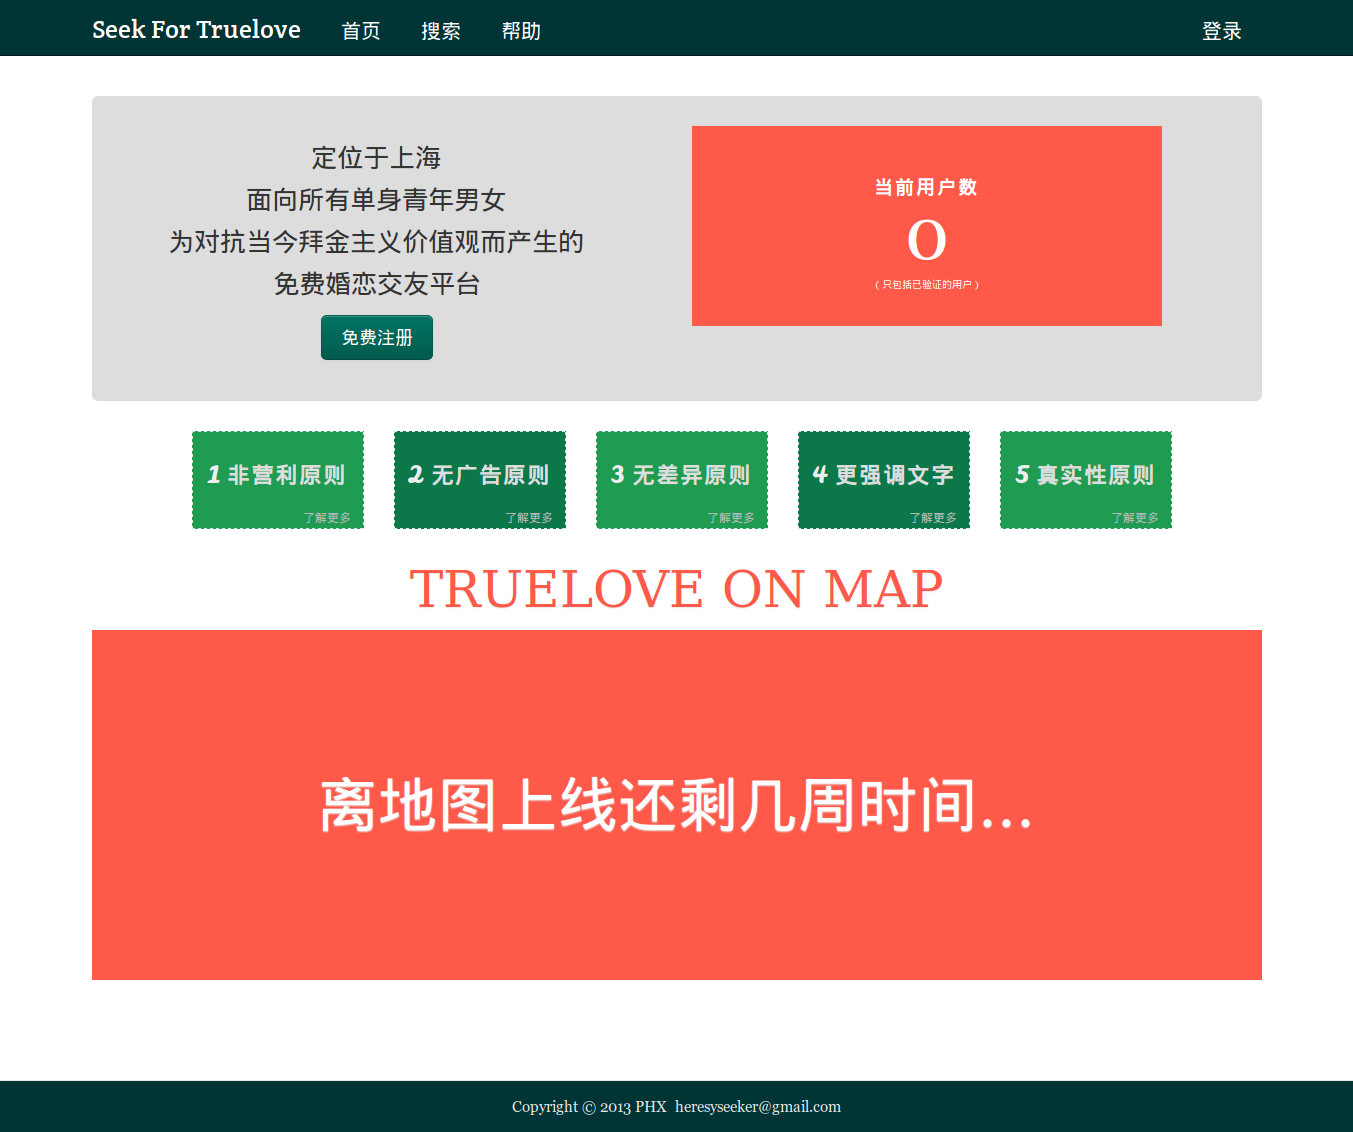 Seek For Truelove 首页 搜索 帮助 登录
定位于上海
面向所有单身青年男女
为对抗当今拜金主义价值观而产生的
免费婚恋交友平台
免费注册
当前用户数
0
（只包括已验证的用户）
1 非营利原则
了解更多
2 无广告原则
了解更多
3 无差异原则
了解更多
4 更强调文字
了解更多
5 真实性原则
了解更多
TRUELOVE ON MAP
离地图上线还剩几周时间...
Copyright © 2013 PHX heresyseeker@gmail.com